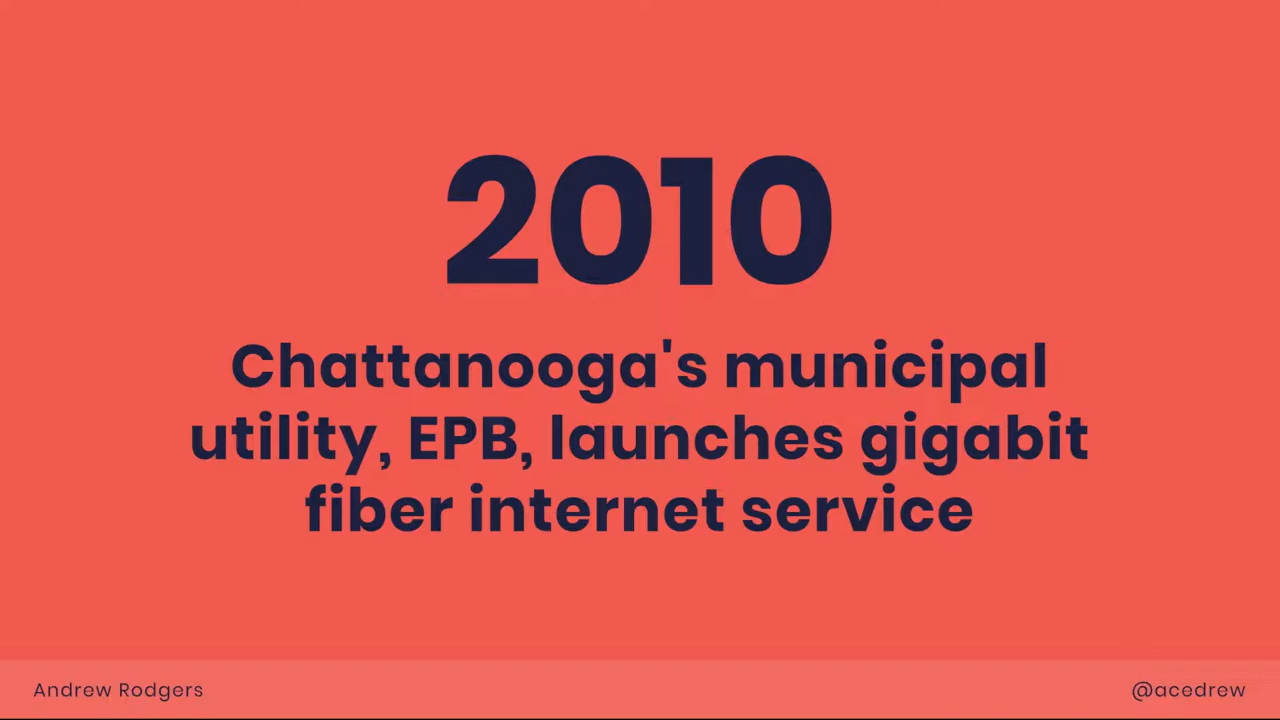 2010
Chattanooga's municipal
utility, EPB, launches gigabit
fiber internet service
Andrew Rodgers
@acedrew